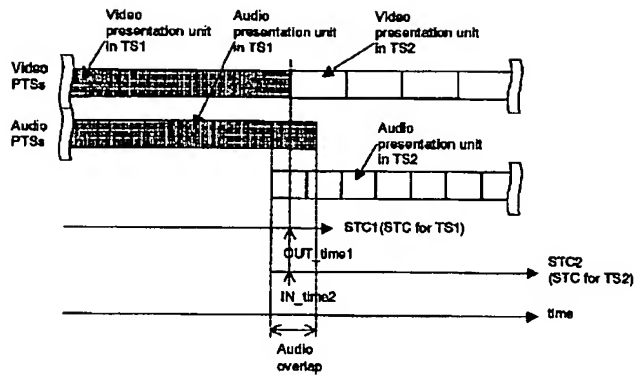 Video
presentation unit
in TS1
Audio
presentation unit
in TS1
Video
presentation unit
in TS2
Video
PTSs
Audio
PTSs
Audio
presentation unit
in TS2
STC1(STC for TS1)
OUT_time1
STC2
(STC for TS2)
IN_time2
time
Audio
overlap